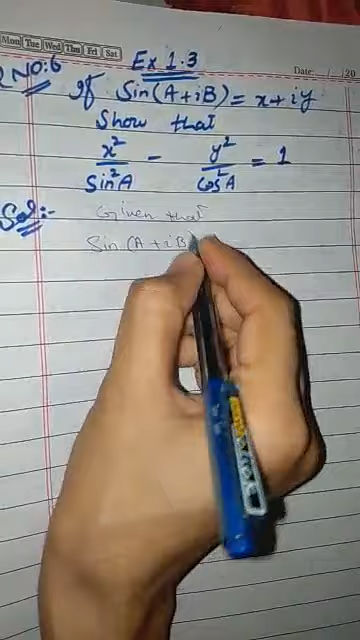 Mon Tue Wed Thu Fri Sat
Ex 1.3
Date: / /20
Q NO:6 If Sin(A+iB) = x+iy
Show that
x²/Sin²A - y²/Cos²A = 1
Sol:- Given that
Sin(A+iB)